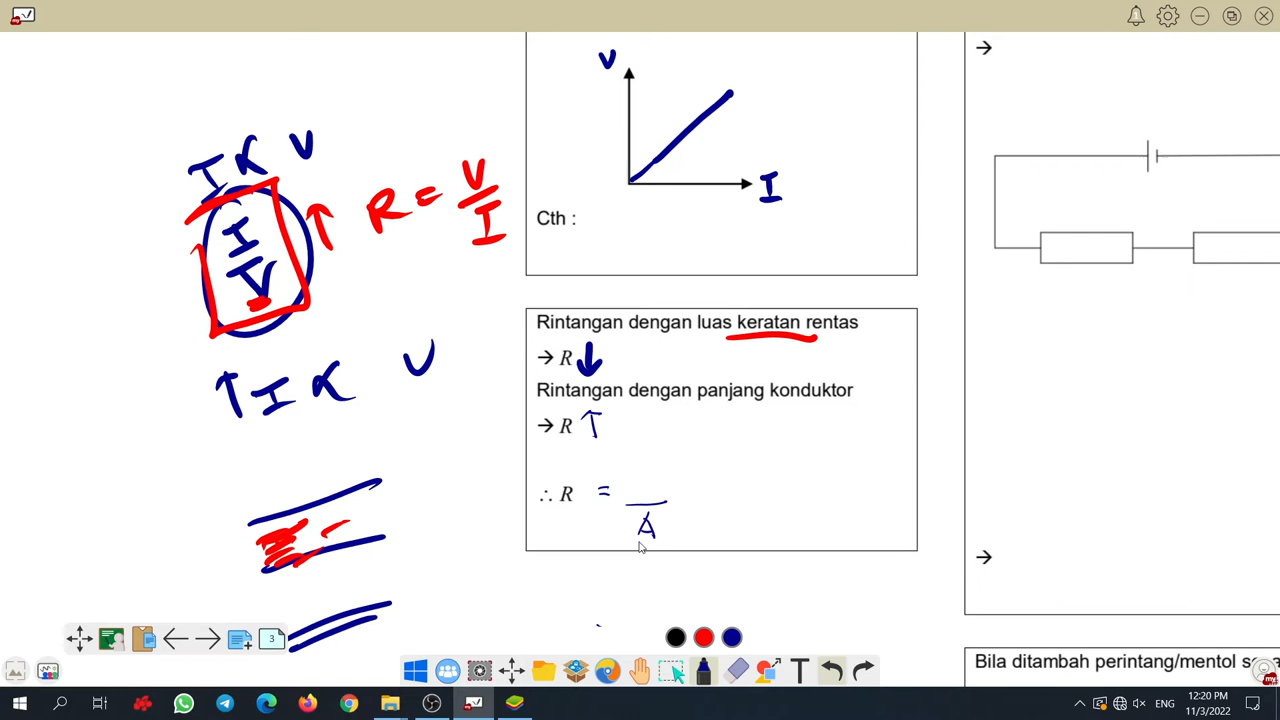 I ∝ V
I
V
R = V
I
↑ I ∝ V
V
I
Cth :
Rintangan dengan luas keratan rentas
→ R ↓
Rintangan dengan panjang konduktor
→ R ↑
∴ R =
A
→
→
Bila ditambah perintang/mentol
3
ENG
12:20 PM
11/3/2022